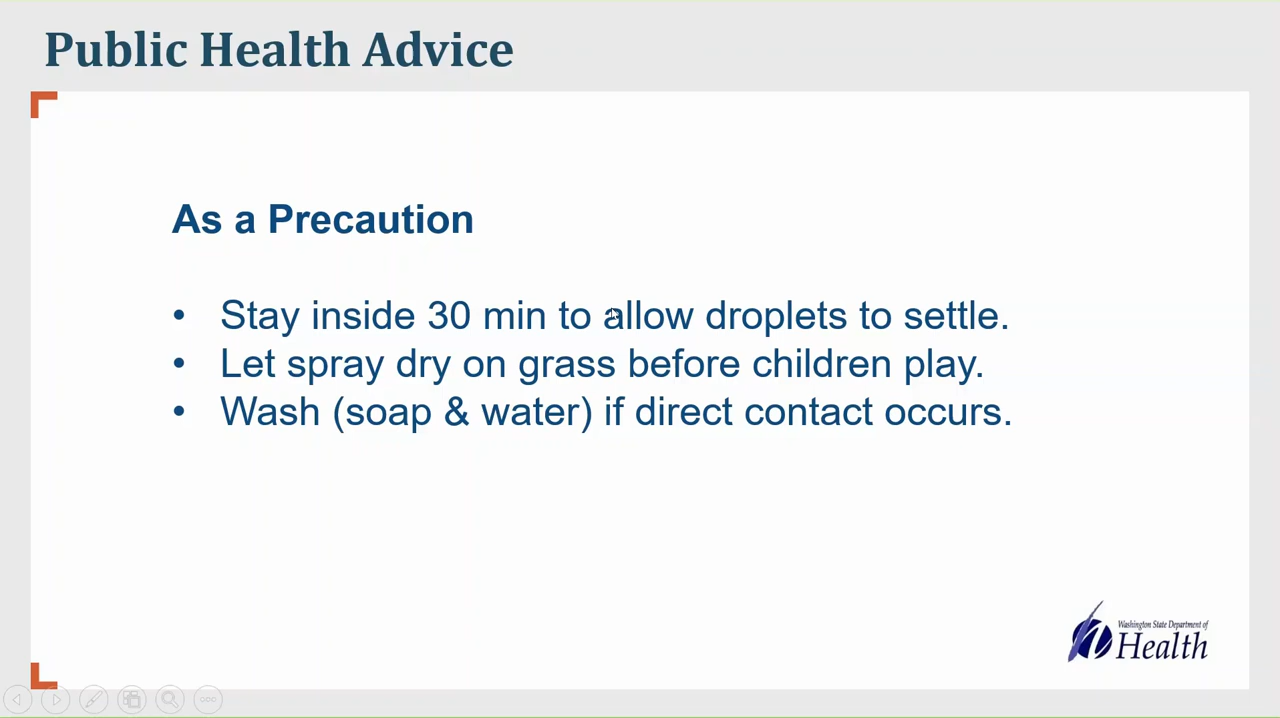 Public Health Advice
As a Precaution
• Stay inside 30 min to allow droplets to settle.
• Let spray dry on grass before children play.
• Wash (soap & water) if direct contact occurs.
Washington State Department of
Health